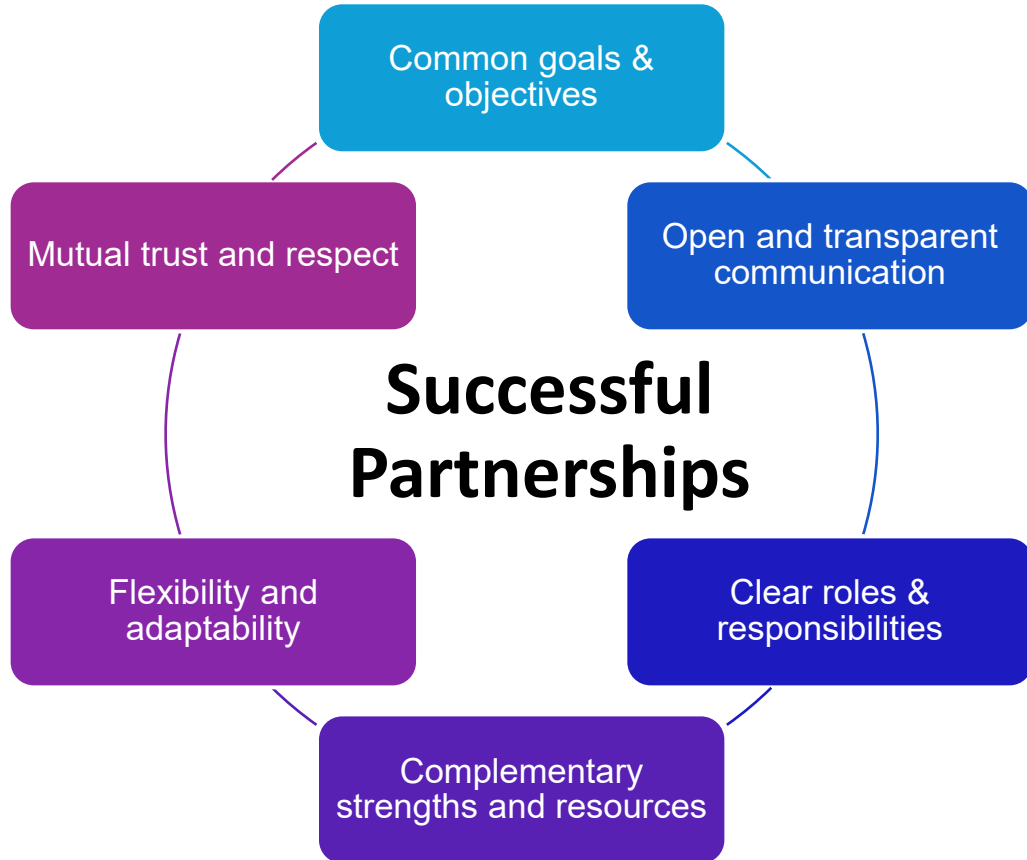 Common goals &
objectives
Mutual trust and respect
Open and transparent
communication
Successful
Partnerships
Flexibility and
adaptability
Clear roles &
responsibilities
Complementary
strengths and resources